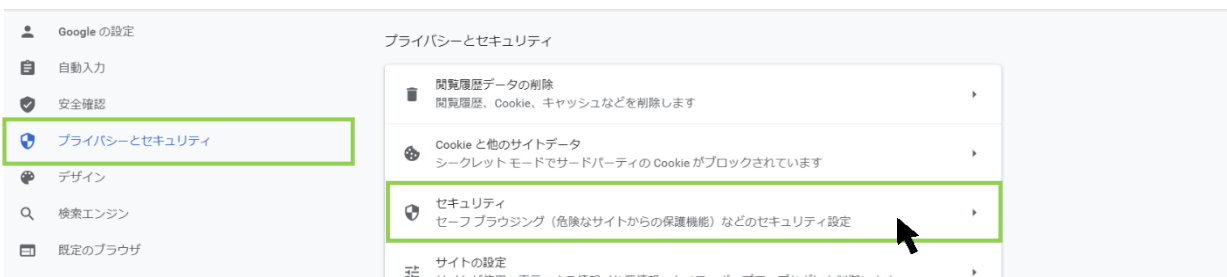 Google の設定
自動入力
安全確認
プライバシーとセキュリティ
デザイン
検索エンジン
既定のブラウザ
プライバシーとセキュリティ
閲覧履歴データの削除
閲覧履歴、Cookie、キャッシュなどを削除します
Cookie と他のサイトデータ
シークレット モードでサードパーティの Cookie がブロックされています
セキュリティ
セーフ ブラウジング（危険なサイトからの保護機能）などのセキュリティ設定
サイトの設定